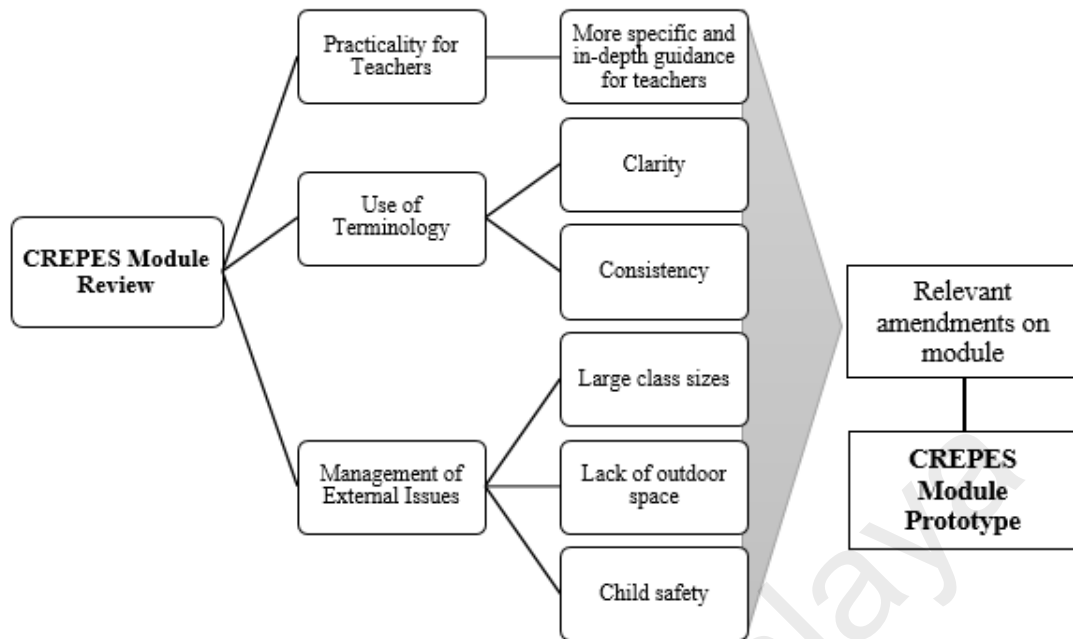 CREPES Module
Review
Practicality for
Teachers
Use of
Terminology
Management of
External Issues
More specific and
in-depth guidance
for teachers
Clarity
Consistency
Large class sizes
Lack of outdoor
space
Child safety
Relevant
amendments on
module
CREPES
Module
Prototype
laya